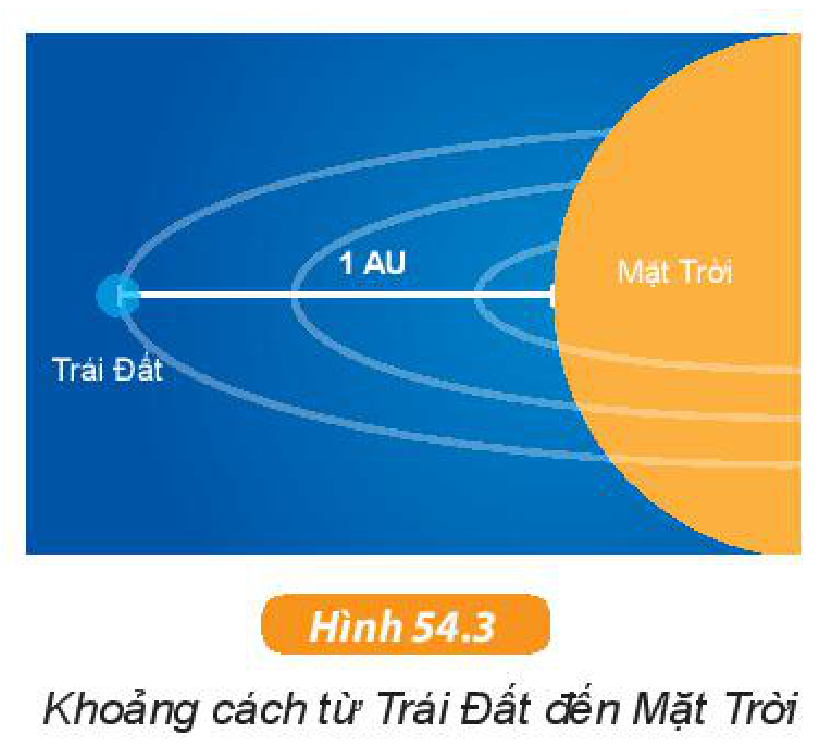 1 AU
Mặt Trời
Trái Đất
Hình 54.3
Khoảng cách từ Trái Đất đến Mặt Trời